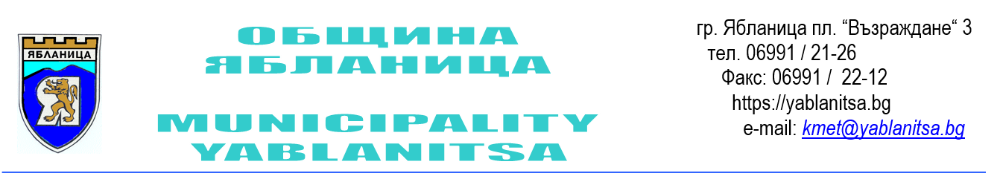 ЯБЛАНИЦА
ОБЩИНА
ЯБЛАНИЦА
MUNICIPALITY
YABLANITSA
гр. Ябланица пл. “Възраждане“ 3
тел. 06991 / 21-26
Факс: 06991 / 22-12
https://yablanitsa.bg
e-mail: kmet@yablanitsa.bg